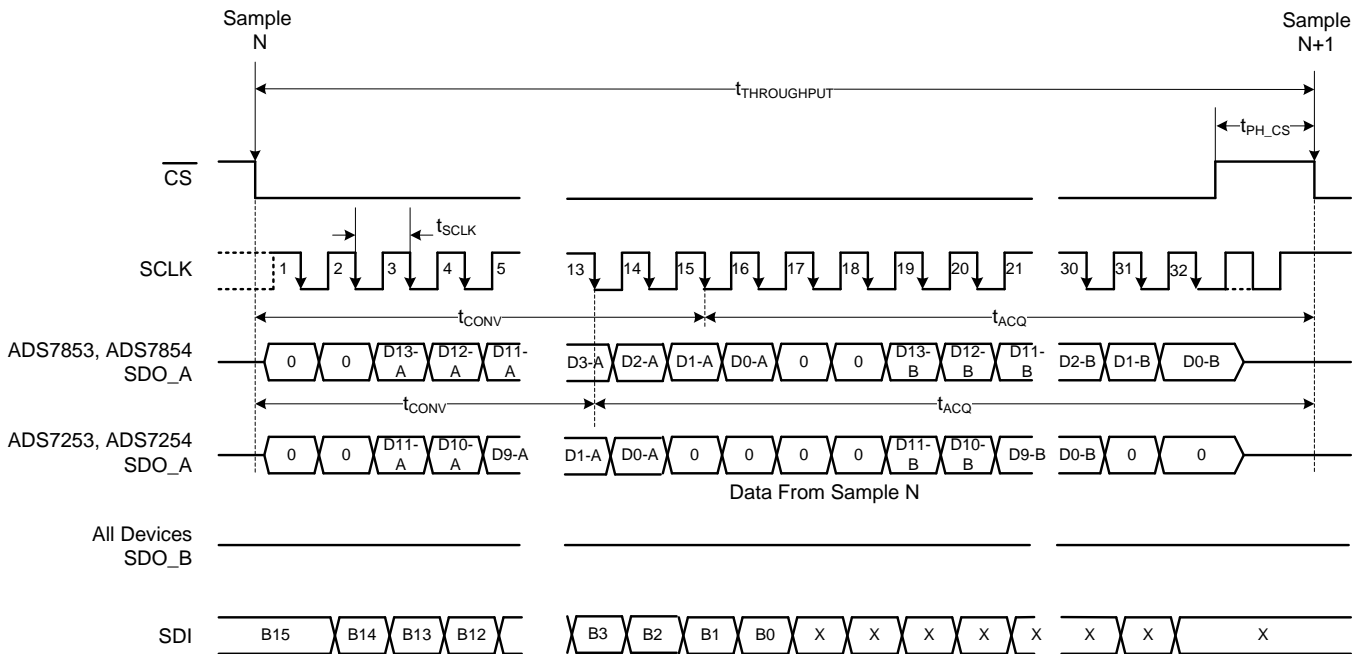 Sample
N
Sample
N+1
tTHROUGHPUT
tPH_CS
CS
tSCLK
SCLK
1 2 3 4 5 13 14 15 16 17 18 19 20 21 30 31 32
tCONV tACQ
ADS7853, ADS7854
SDO_A
0 0 D13-A D12-A D11-A D3-A D2-A D1-A D0-A 0 0 D13-B D12-B D11-B D2-B D1-B D0-B
tCONV tACQ
ADS7253, ADS7254
SDO_A
0 0 D11-A D10-A D9-A D1-A D0-A 0 0 0 0 D11-B D10-B D9-B D0-B 0 0
Data From Sample N
All Devices
SDO_B
SDI
B15 B14 B13 B12 B3 B2 B1 B0 X X X X X X X X